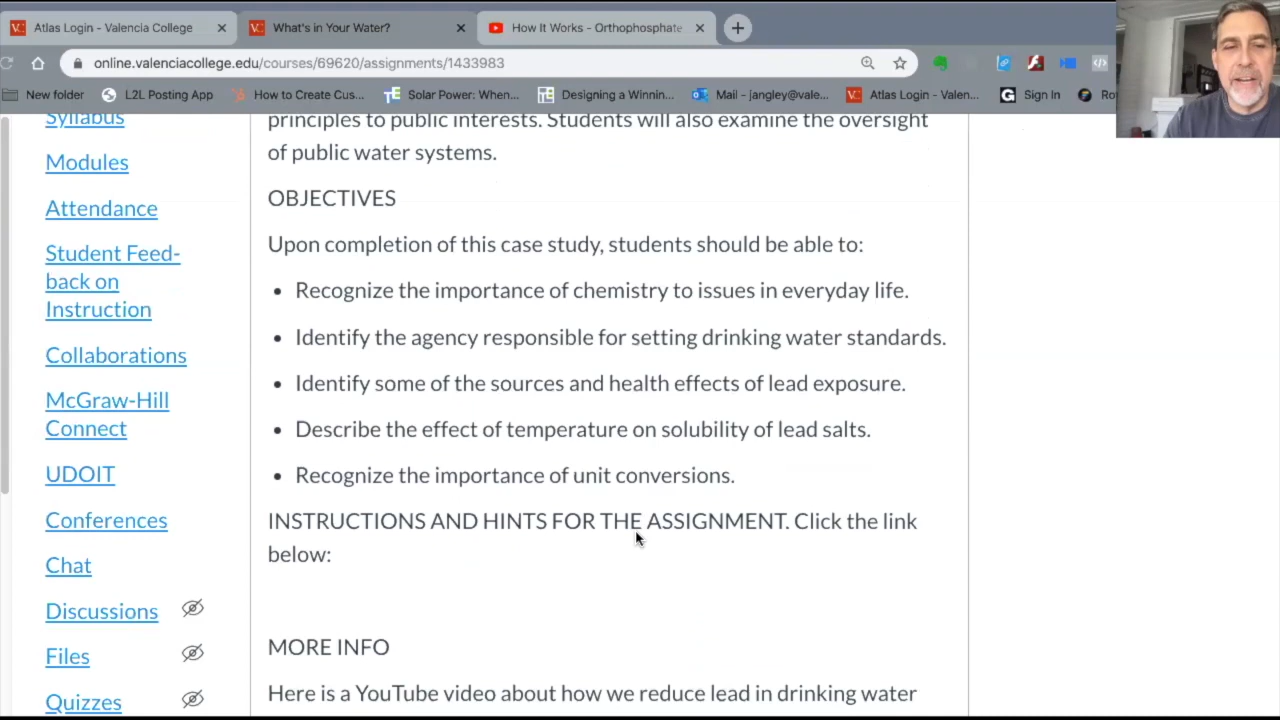 Atlas Login - Valencia College
What's in Your Water?
How It Works - Orthophosphate
online.valenciacollege.edu/courses/69620/assignments/1433983
New folder
L2L Posting App
How to Create Cus...
Solar Power: When...
Designing a Winnin...
Mail - jangley@vale...
Atlas Login - Valen...
Sign In
Syllabus
Modules
Attendance
Student Feed-
back on
Instruction
Collaborations
McGraw-Hill
Connect
UDOIT
Conferences
Chat
Discussions
Files
Quizzes
principles to public interests. Students will also examine the oversight
of public water systems.
OBJECTIVES
Upon completion of this case study, students should be able to:
• Recognize the importance of chemistry to issues in everyday life.
• Identify the agency responsible for setting drinking water standards.
• Identify some of the sources and health effects of lead exposure.
• Describe the effect of temperature on solubility of lead salts.
• Recognize the importance of unit conversions.
INSTRUCTIONS AND HINTS FOR THE ASSIGNMENT. Click the link
below:
MORE INFO
Here is a YouTube video about how we reduce lead in drinking water